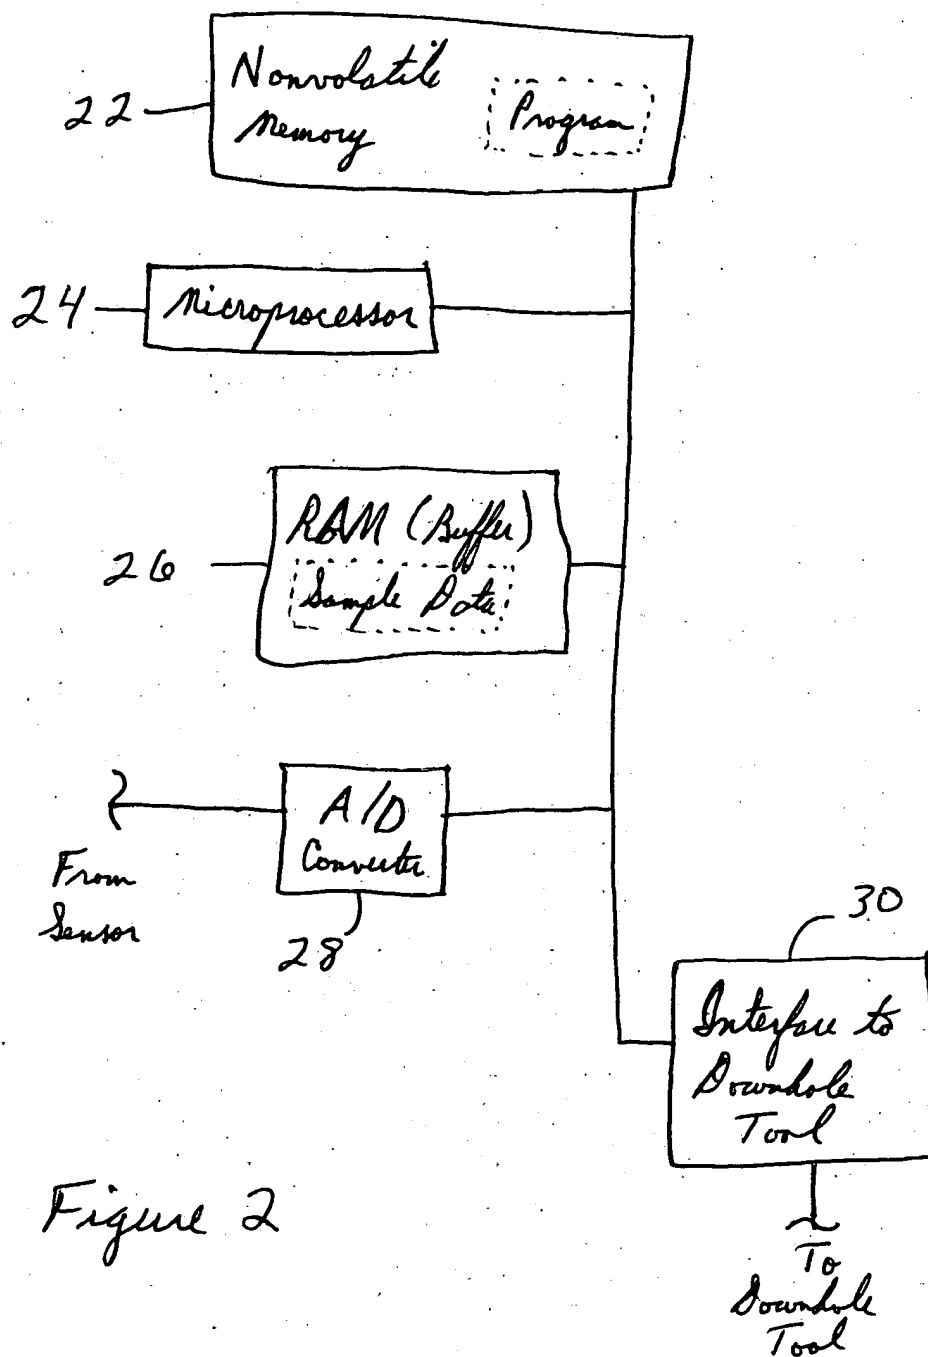 Nonvolatile
Memory
Program
22
24
Microprocessor
RAM (Buffer)
Sample Data
26
A/D
Converter
From
Sensor
28
30
Interface to
Downhole
Tool
Figure 2
To
Downhole
Tool